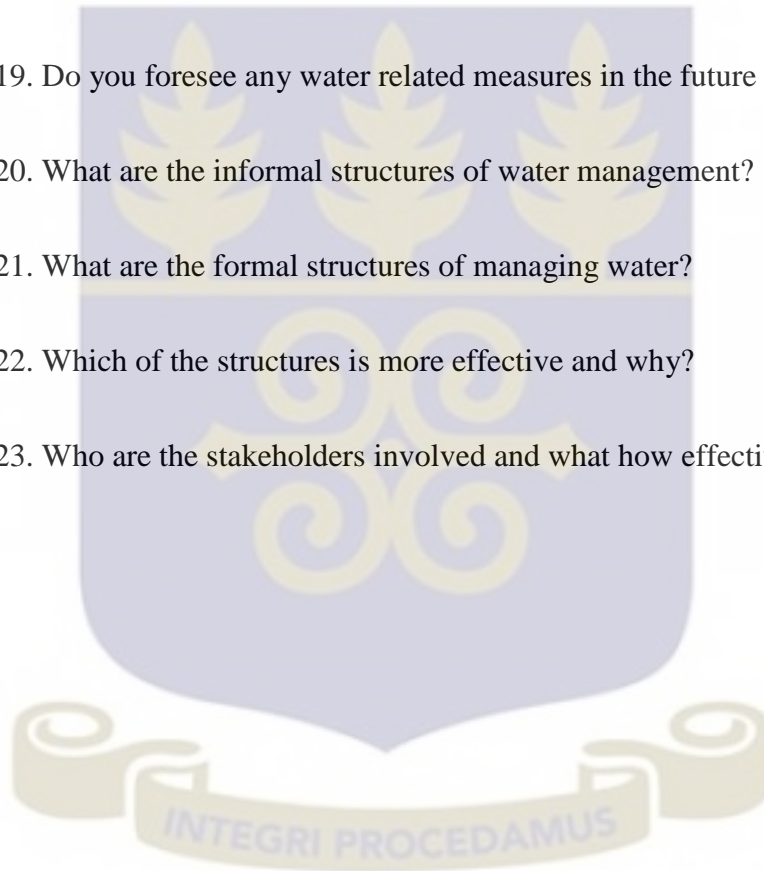 19. Do you foresee any water related measures in the future
20. What are the informal structures of water management?
21. What are the formal structures of managing water?
22. Which of the structures is more effective and why?
23. Who are the stakeholders involved and what how effecti
INTEGRI PROCEDAMUS